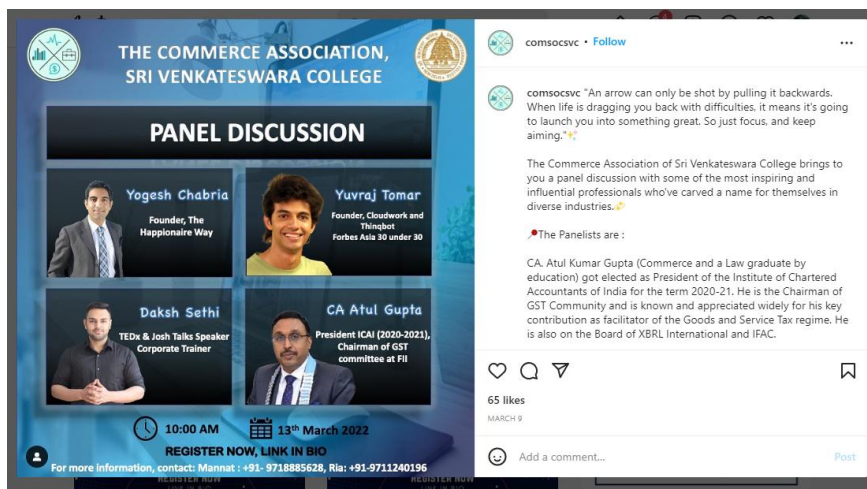 THE COMMERCE ASSOCIATION,
SRI VENKATESWARA COLLEGE
PANEL DISCUSSION
Yogesh Chabria
Founder, The
Happionaire Way
Yuvraj Tomar
Founder, Cloudwork and
Thinqbot
Forbes Asia 30 under 30
Daksh Sethi
TEDx & Josh Talks Speaker
Corporate Trainer
CA Atul Gupta
President ICAI (2020-2021),
Chairman of GST
committee at FII
10:00 AM
13th March 2022
REGISTER NOW, LINK IN BIO
For more information, contact: Mannat : +91- 9718885628, Ria: +91-9711240196
comsocsvc • Follow
comsocsvc "An arrow can only be shot by pulling it backwards.
When life is dragging you back with difficulties, it means it's going
to launch you into something great. So just focus, and keep
aiming."✨
The Commerce Association of Sri Venkateswara College brings to
you a panel discussion with some of the most inspiring and
influential professionals who've carved a name for themselves in
diverse industries.💫
📍The Panelists are :
CA. Atul Kumar Gupta (Commerce and a Law graduate by
education) got elected as President of the Institute of Chartered
Accountants of India for the term 2020-21. He is the Chairman of
GST Community and is known and appreciated widely for his key
contribution as facilitator of the Goods and Service Tax regime. He
is also on the Board of XBRL International and IFAC.
65 likes
MARCH 9
Add a comment...
Post
REGISTER NOW
LINK IN BIO
REGISTER NOW
LINK IN BIO